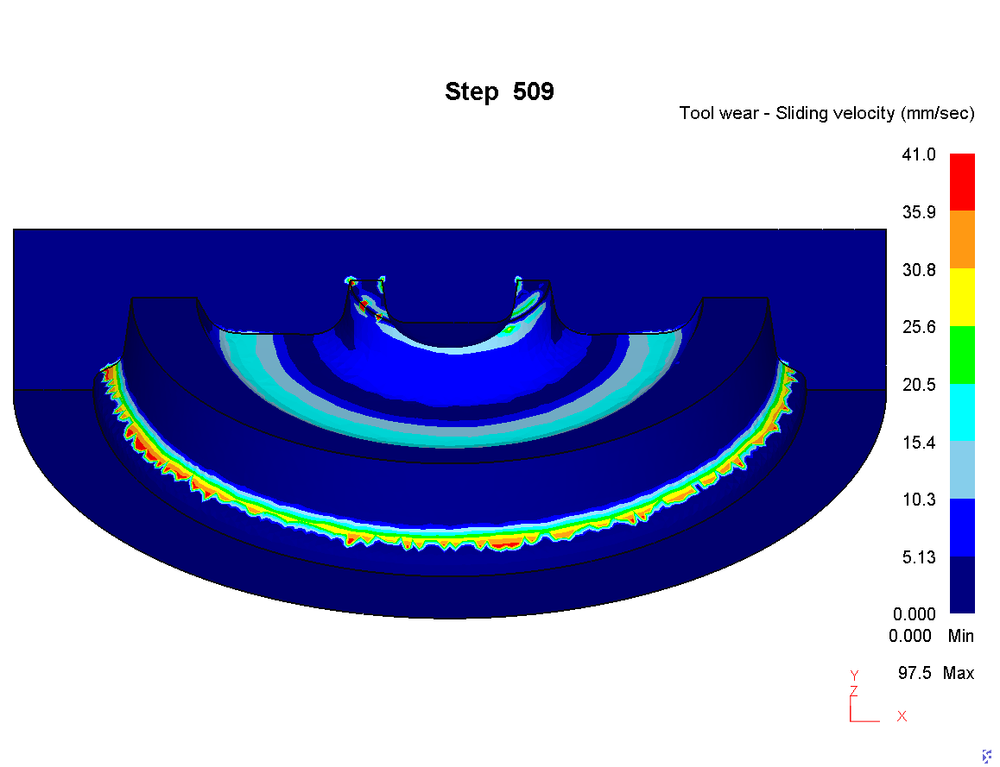 Step 509
Tool wear - Sliding velocity (mm/sec)
41.0
35.9
30.8
25.6
20.5
15.4
10.3
5.13
0.000
0.000 Min
97.5 Max
Y
Z
X